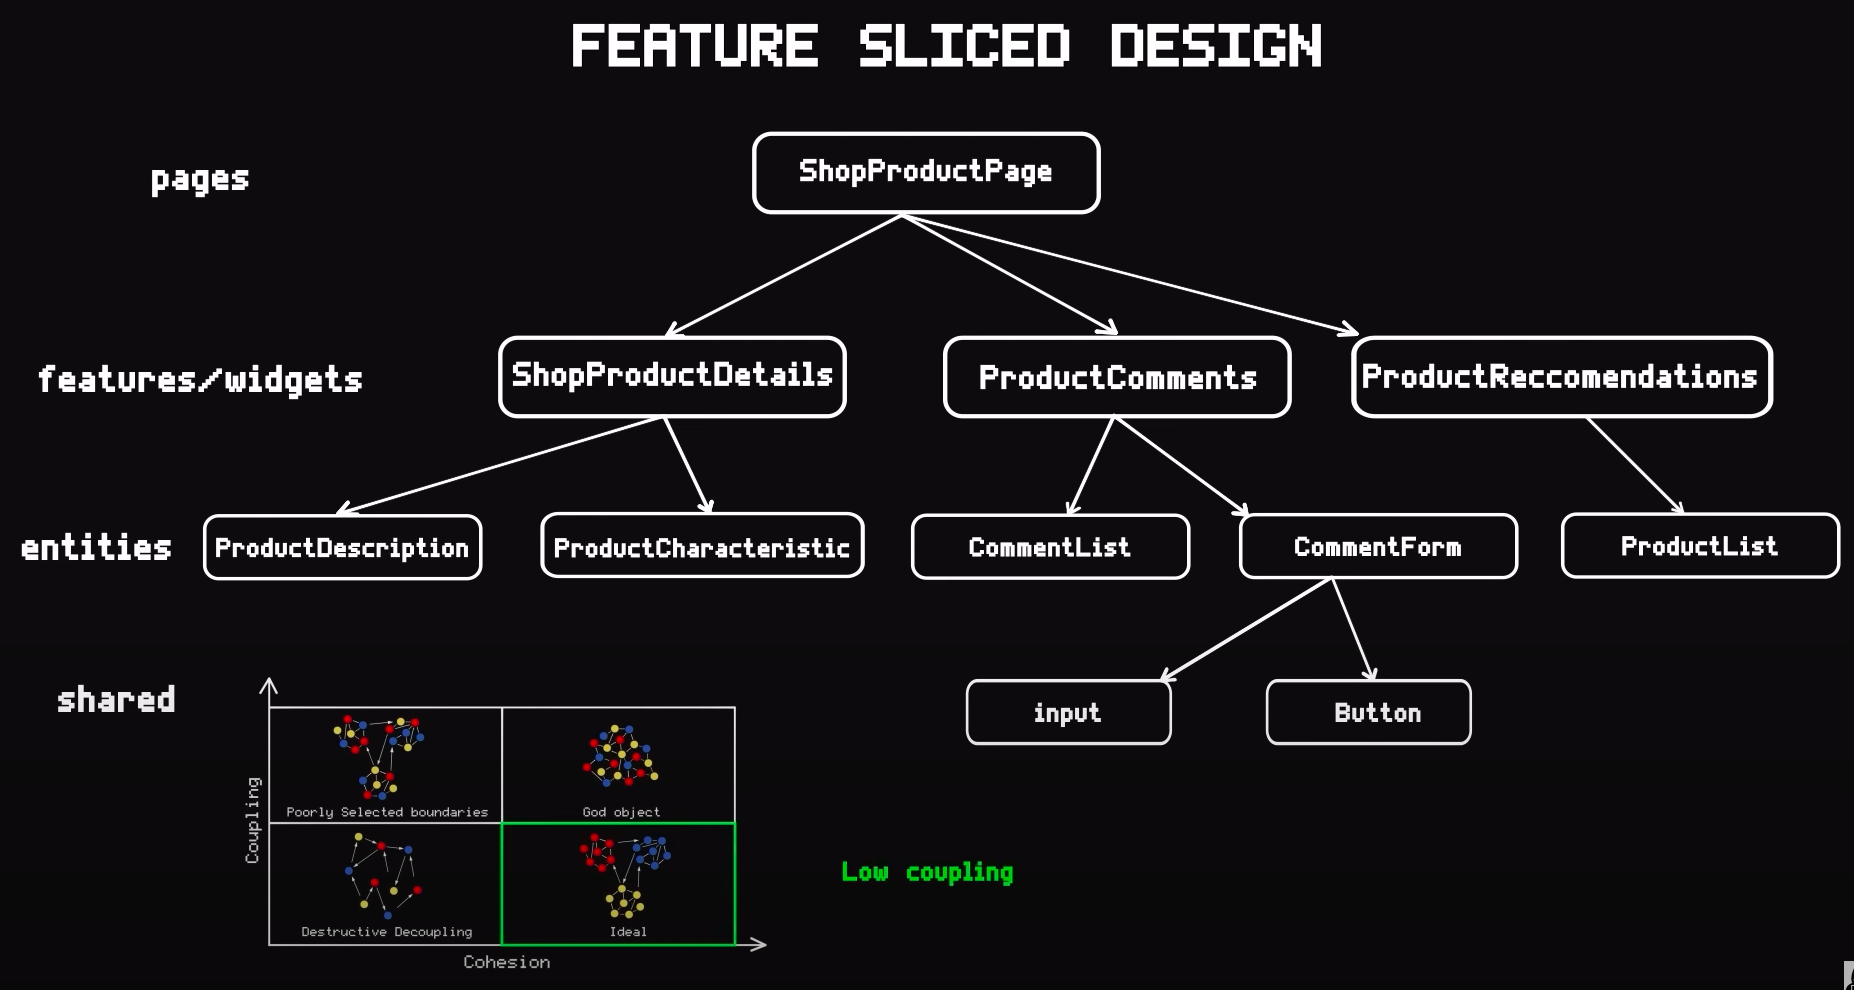 FEATURE SLICED DESIGN
pages
ShopProductPage
features/widgets
ShopProductDetails
ProductComments
ProductReccomendations
entities
ProductDescription
ProductCharacteristic
CommentList
CommentForm
ProductList
shared
input
Button
Coupling
Poorly Selected boundaries
God object
Destructive Decoupling
Ideal
Cohesion
Low coupling